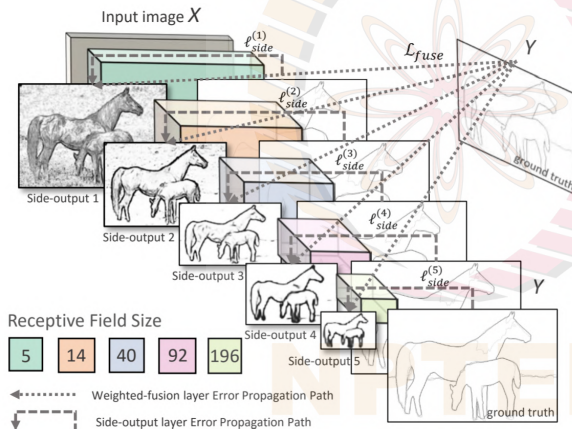 Input image X
ℓ_side^(1)
ℒ_fuse
Y
ℓ_side^(2)
ground truth
ℓ_side^(3)
Side-output 1
Side-output 2
ℓ_side^(4)
Side-output 3
ℓ_side^(5)
Y
Side-output 4
Side-output 5
Receptive Field Size
5 14 40 92 196
Weighted-fusion layer Error Propagation Path
Side-output layer Error Propagation Path
ground truth
NPTEL